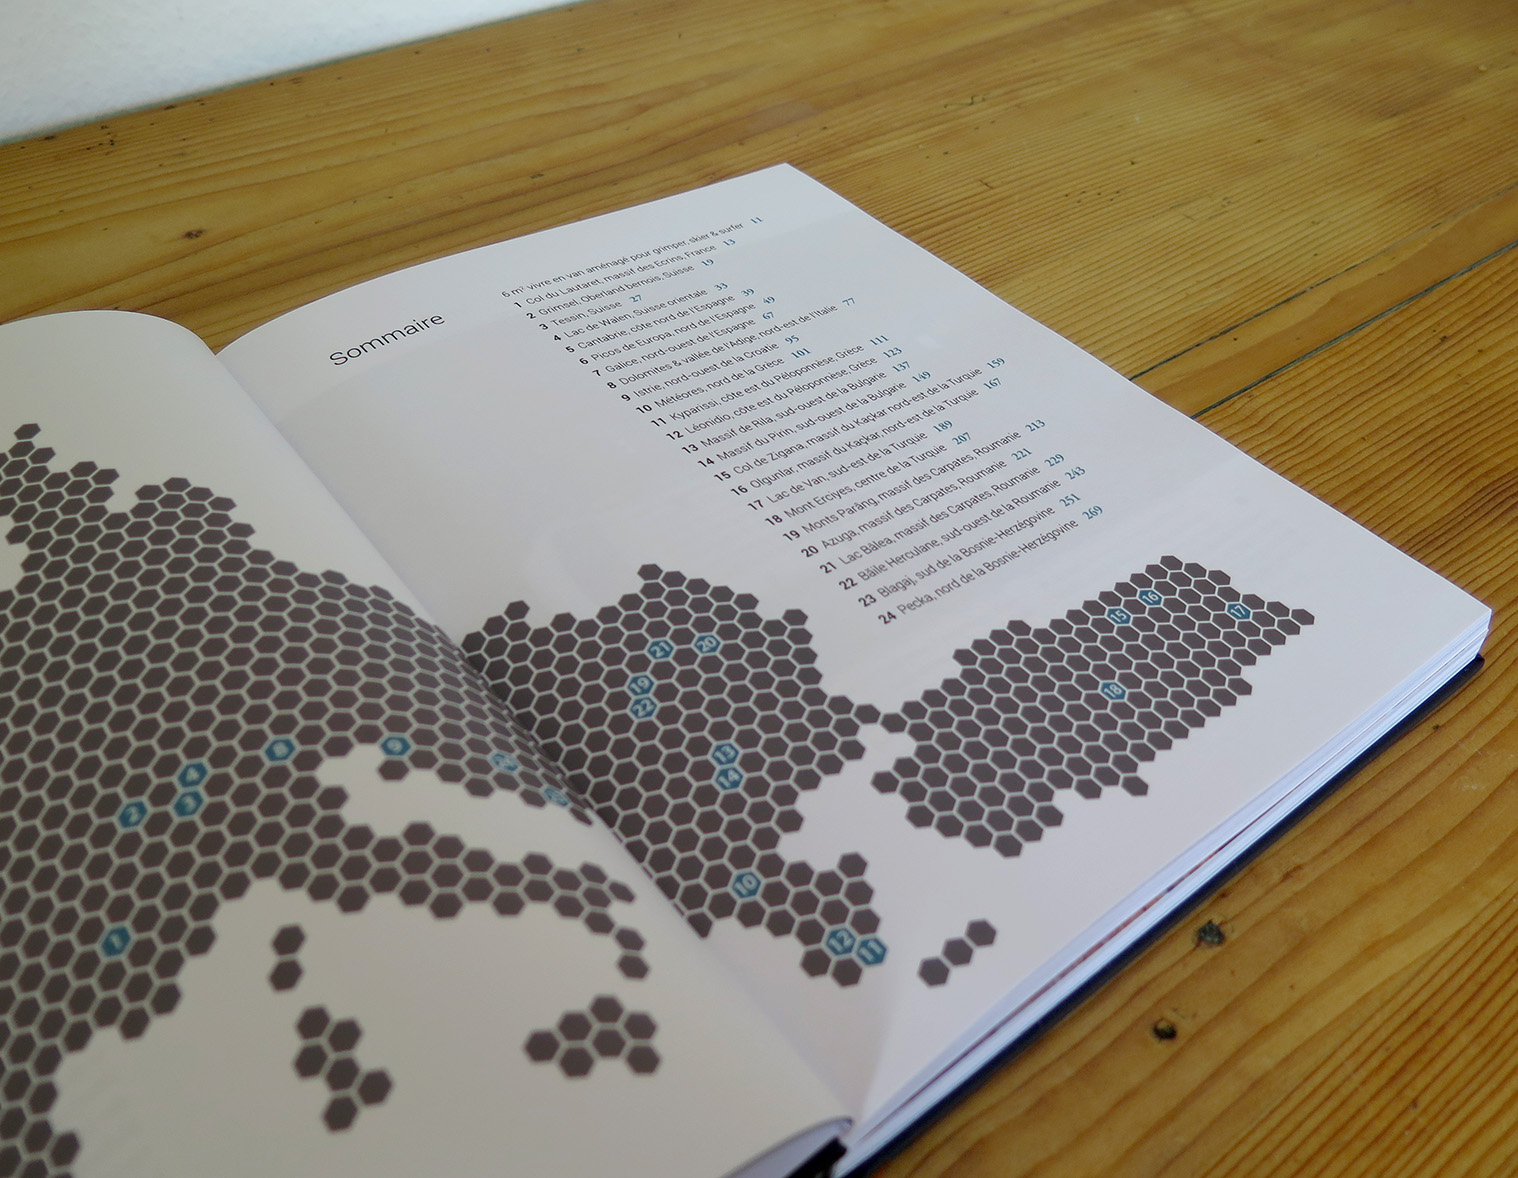 Sommaire
6 m² vivre en van aménagé pour grimper, skier & surfer 11
1 Col du Lautaret, massif des Ecrins, France 13
2 Grimsel, Oberland bernois, Suisse 19
3 Tessin, Suisse 27
4 Lac de Walen, Suisse orientale 33
5 Cantabrie, côte nord de l'Espagne 39
6 Picos de Europa, nord de l'Espagne 49
7 Galice, nord-ouest de l'Espagne 67
8 Dolomites & vallée de l'Adige, nord-est de l'Italie 77
9 Istrie, nord-ouest de la Croatie 95
10 Météores, nord de la Grèce 101
11 Kyparissi, côte est du Péloponnèse, Grèce 111
12 Léonidio, côte est du Péloponnèse, Grèce 123
13 Massif de Rila, sud-ouest de la Bulgarie 137
14 Massif du Pirin, sud-ouest de la Bulgarie 149
15 Col de Zigana, massif du Kaçkar nord-est de la Turquie 159
16 Olgunlar, massif du Kaçkar, nord-est de la Turquie 167
17 Lac de Van, sud-est de la Turquie 189
18 Mont Erciyes, centre de la Turquie 207
19 Monts Parâng, massif des Carpates, Roumanie 213
20 Azuga, massif des Carpates, Roumanie 221
21 Lac Bâlea, massif des Carpates, Roumanie 229
22 Băile Herculane, sud-ouest de la Roumanie 243
23 Blagaj, sud de la Bosnie-Herzégovine 251
24 Pecka, nord de la Bosnie-Herzégovine 269
2
4
3
8
9
1
21
20
19
22
13
14
10
12
11
15
16
17
18